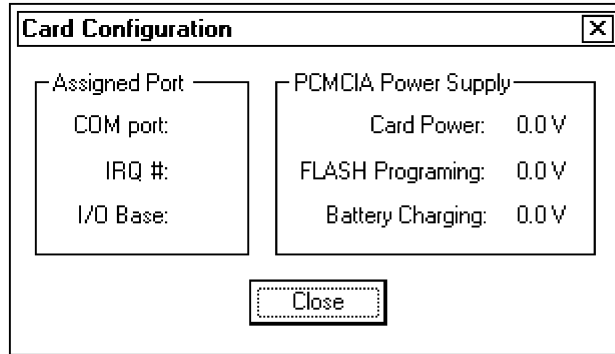 Card Configuration
Assigned Port
COM port:
IRQ #:
I/O Base:
PCMCIA Power Supply
Card Power: 0.0 V
FLASH Programing: 0.0 V
Battery Charging: 0.0 V
Close